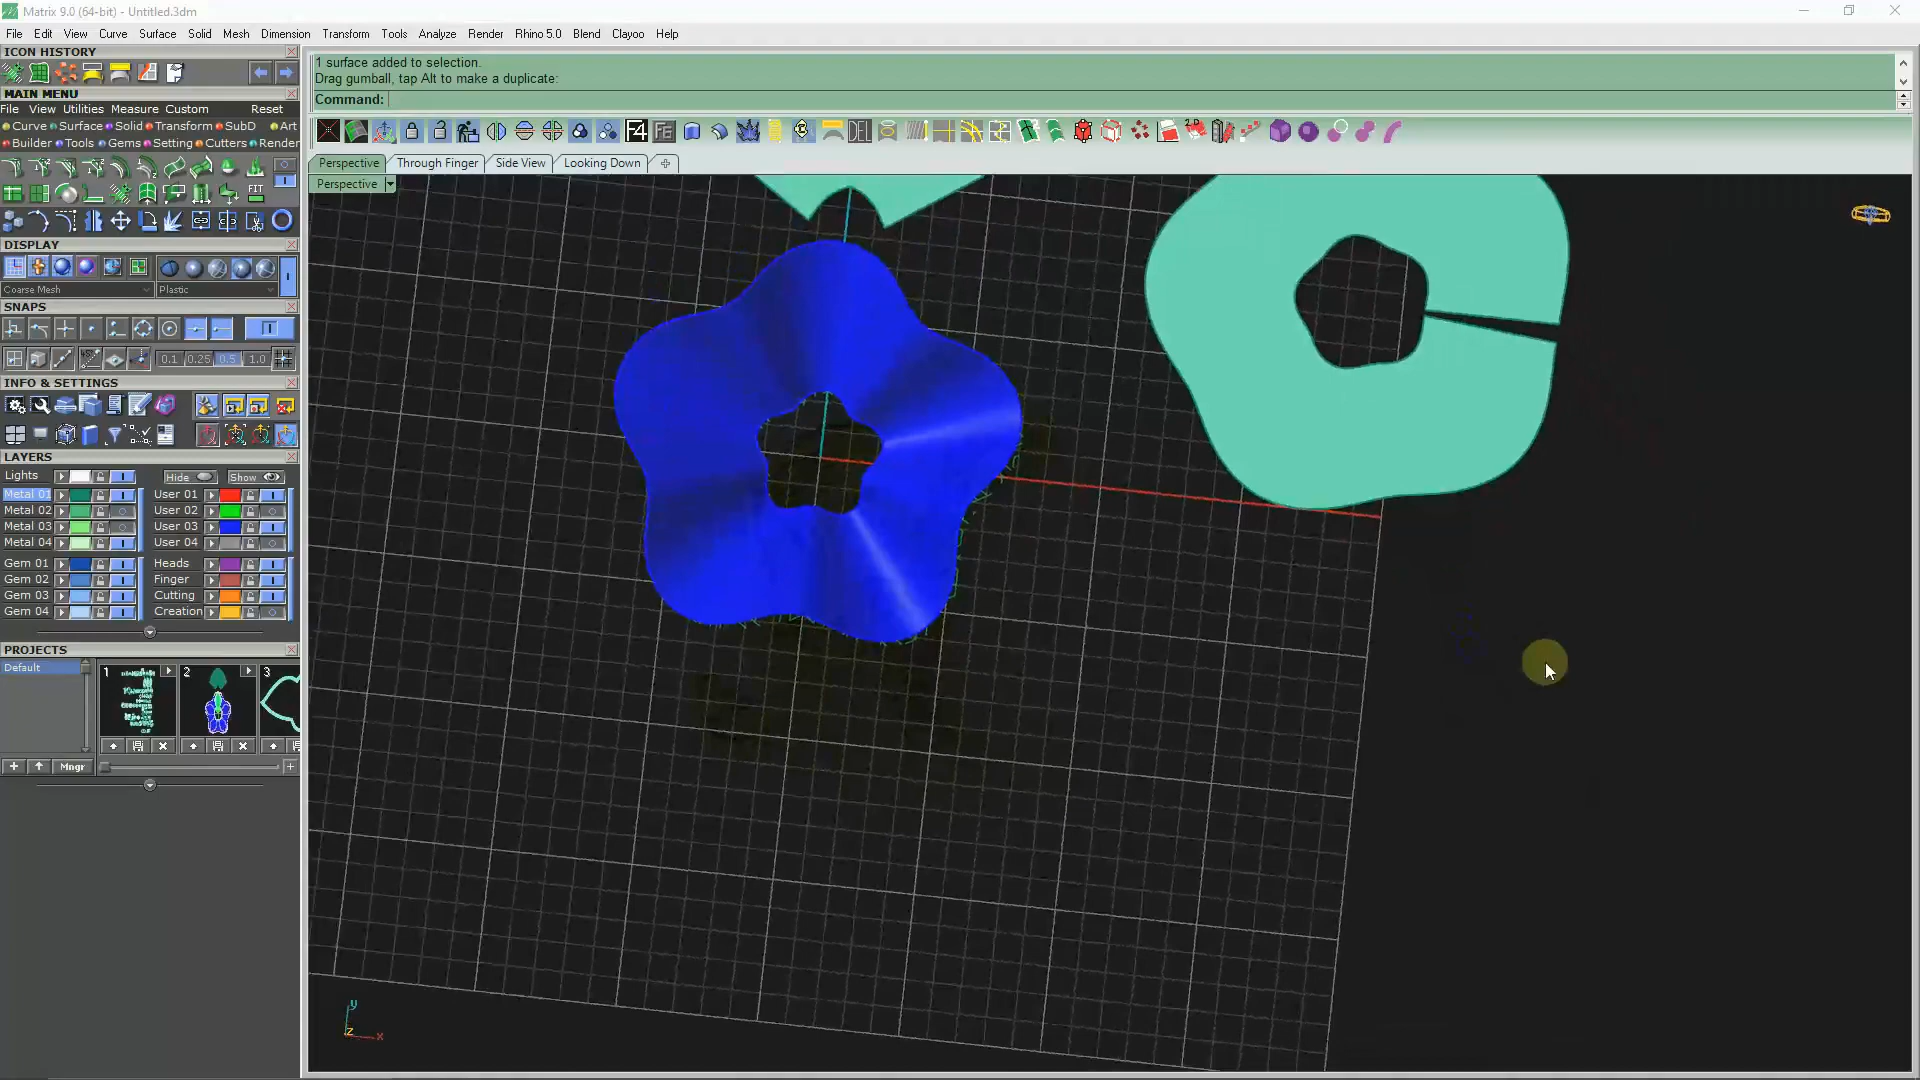 Matrix 9.0 (64-bit) - Untitled.3dm
File Edit View Curve Surface Solid Mesh Dimension Transform Tools Analyze Render Rhino 5.0 Blend Clayoo Help
ICON HISTORY
1 surface added to selection.
Drag gumball, tap Alt to make a duplicate:
Command:
MAIN MENU
File View Utilities Measure Custom Reset
Curve Surface Solid Transform SubD Art
Builder Tools Gems Setting Cutters Render
F4 DEL 2D
Perspective Through Finger Side View Looking Down
Perspective
FIT
DISPLAY
Coarse Mesh Plastic
SNAPS
0.1 0.25 0.5 1.0
INFO & SETTINGS
LAYERS
Lights Hide Show
Metal 01 User 01
Metal 02 User 02
Metal 03 User 03
Metal 04 User 04
Gem 01 Heads
Gem 02 Finger
Gem 03 Cutting
Gem 04 Creation
PROJECTS
Default 1 2 3
Mngr
y
z x